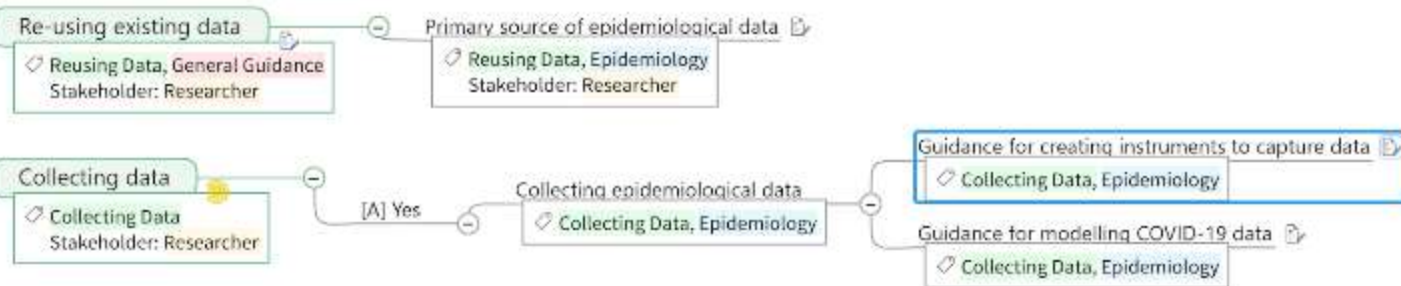 Re-using existing data
Primary source of epidemiological data
Reusing Data, General Guidance
Stakeholder: Researcher
Reusing Data, Epidemiology
Stakeholder: Researcher
Guidance for creating instruments to capture data
Collecting Data, Epidemiology
Collecting data
Collecting Data
Stakeholder: Researcher
[A] Yes
Collecting epidemiological data
Collecting Data, Epidemiology
Guidance for modelling COVID-19 data
Collecting Data, Epidemiology